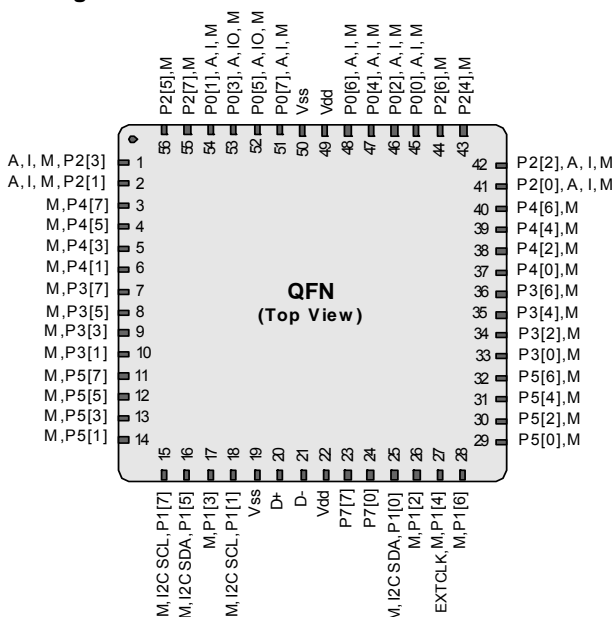 P2[5],M
P2[7],M
P0[1], A, I, M
P0[3], A, IO, M
P0[5], A, IO, M
P0[7], A, I, M
Vss
Vdd
P0[6], A, I, M
P0[4], A, I, M
P0[2], A, I, M
P0[0], A, I, M
P2[6],M
P2[4],M
56
55
54
53
52
51
50
49
48
47
46
45
44
43
A, I, M, P2[3] 1
A, I, M, P2[1] 2
M,P4[7] 3
M,P4[5] 4
M,P4[3] 5
M,P4[1] 6
M,P3[7] 7
M,P3[5] 8
M,P3[3] 9
M,P3[1] 10
M,P5[7] 11
M,P5[5] 12
M,P5[3] 13
M,P5[1] 14
QFN
(Top View)
42 P2[2], A, I, M
41 P2[0], A, I, M
40 P4[6],M
39 P4[4],M
38 P4[2],M
37 P4[0],M
36 P3[6],M
35 P3[4],M
34 P3[2],M
33 P3[0],M
32 P5[6],M
31 P5[4],M
30 P5[2],M
29 P5[0],M
15
16
17
18
19
20
21
22
23
24
25
26
27
28
M, I2C SCL, P1[7]
M, I2C SDA, P1[5]
M,P1[3]
M, I2C SCL, P1[1]
Vss
D+
D-
Vdd
P7[7]
P7[0]
M, I2C SDA, P1[0]
M,P1[2]
EXTCLK, M,P1[4]
M,P1[6]